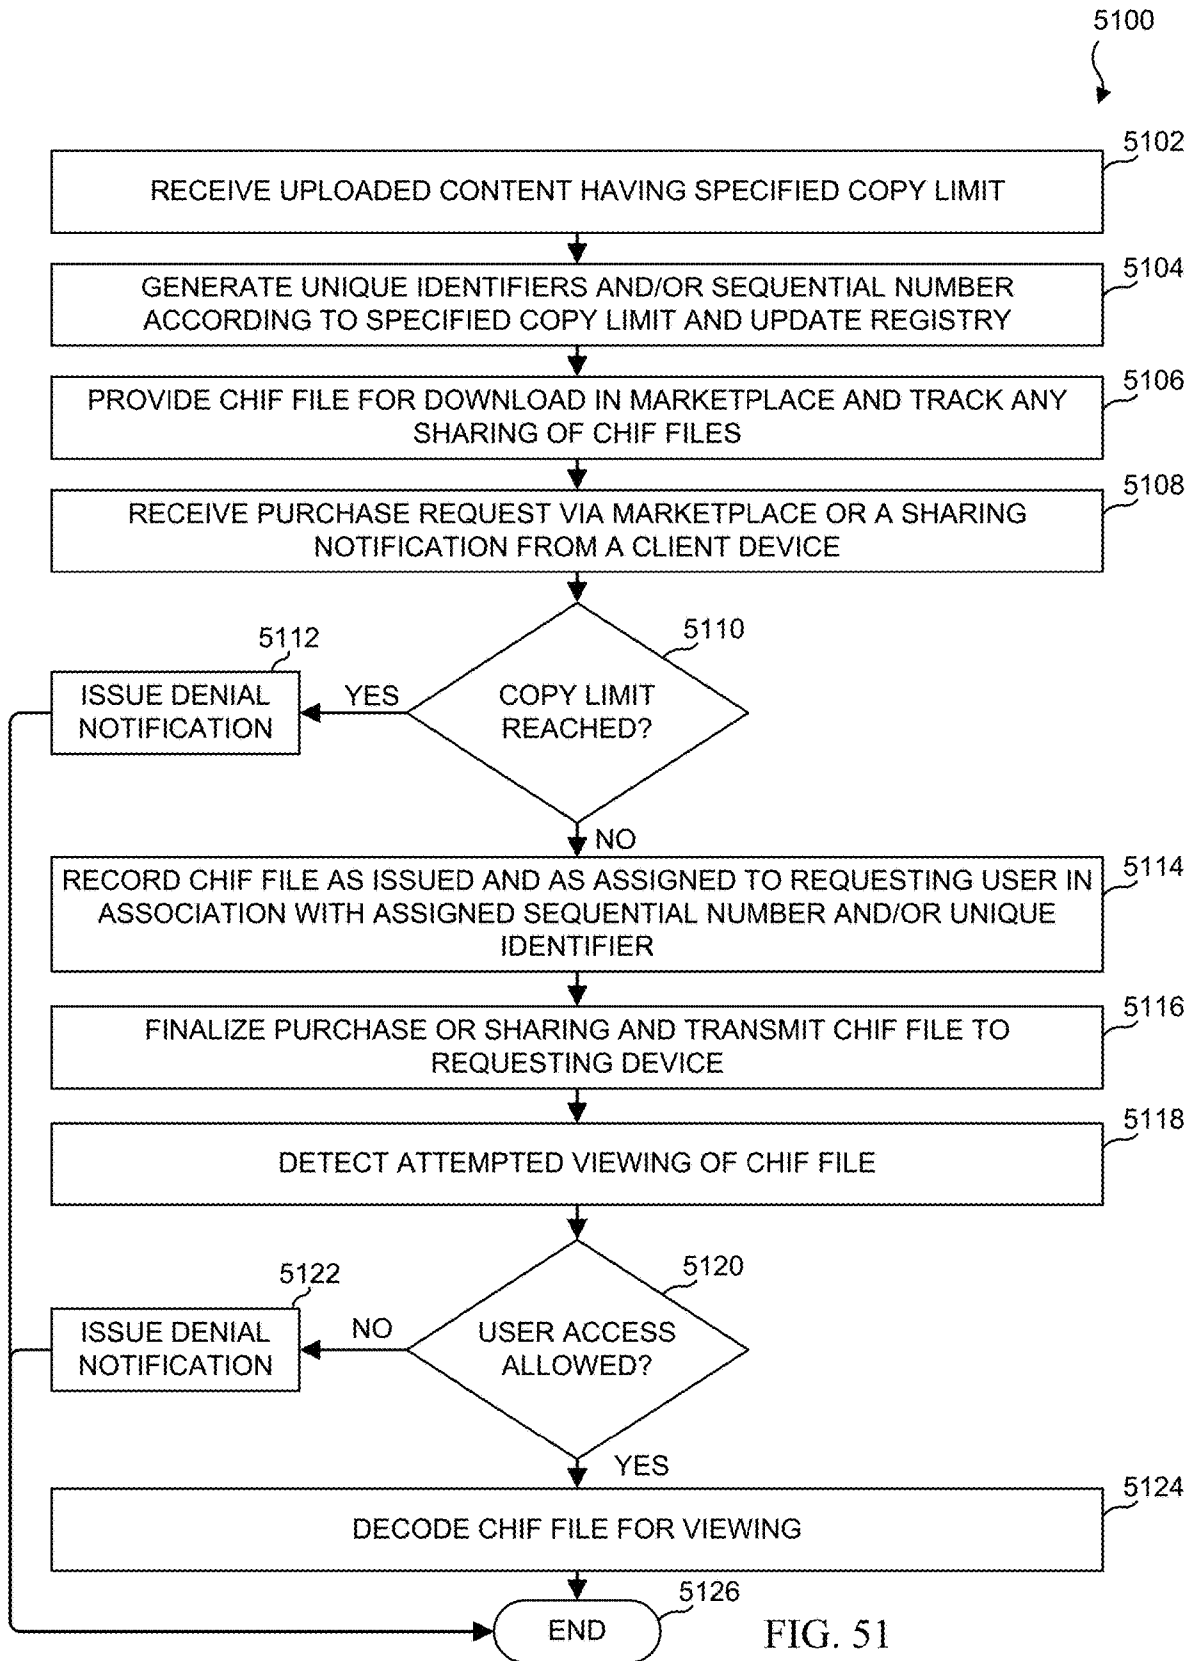 5100
5102
RECEIVE UPLOADED CONTENT HAVING SPECIFIED COPY LIMIT
5104
GENERATE UNIQUE IDENTIFIERS AND/OR SEQUENTIAL NUMBER
ACCORDING TO SPECIFIED COPY LIMIT AND UPDATE REGISTRY
5106
PROVIDE CHIF FILE FOR DOWNLOAD IN MARKETPLACE AND TRACK ANY
SHARING OF CHIF FILES
5108
RECEIVE PURCHASE REQUEST VIA MARKETPLACE OR A SHARING
NOTIFICATION FROM A CLIENT DEVICE
5110
COPY LIMIT
REACHED?
YES
5112
ISSUE DENIAL
NOTIFICATION
NO
5114
RECORD CHIF FILE AS ISSUED AND AS ASSIGNED TO REQUESTING USER IN
ASSOCIATION WITH ASSIGNED SEQUENTIAL NUMBER AND/OR UNIQUE
IDENTIFIER
5116
FINALIZE PURCHASE OR SHARING AND TRANSMIT CHIF FILE TO
REQUESTING DEVICE
5118
DETECT ATTEMPTED VIEWING OF CHIF FILE
5120
USER ACCESS
ALLOWED?
NO
5122
ISSUE DENIAL
NOTIFICATION
YES
5124
DECODE CHIF FILE FOR VIEWING
5126
END
FIG. 51